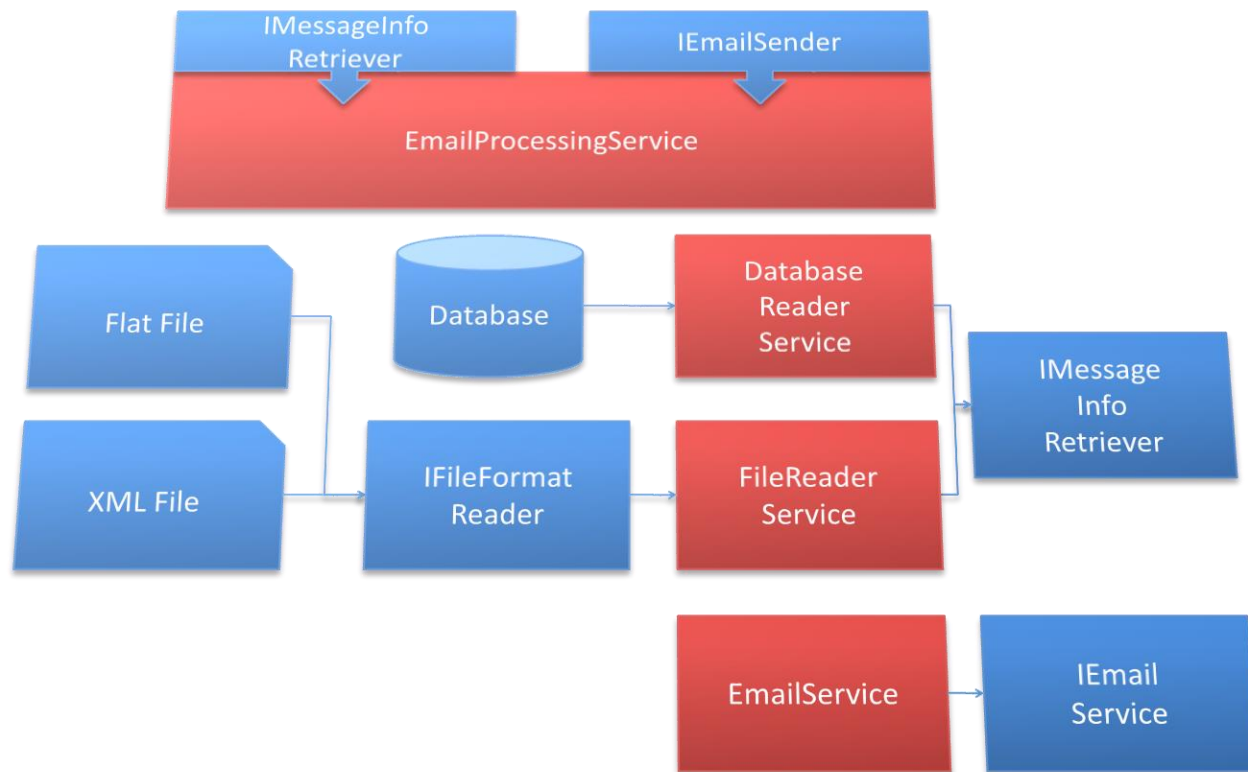 IMessageInfo
Retriever
IEmailSender
EmailProcessingService
Flat File
Database
Database
Reader
Service
IMessage
Info
Retriever
XML File
IFileFormat
Reader
FileReader
Service
EmailService
IEmail
Service